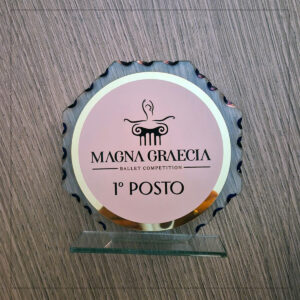 MAGNA GRAECIA
BALLET COMPETITION
1° POSTO